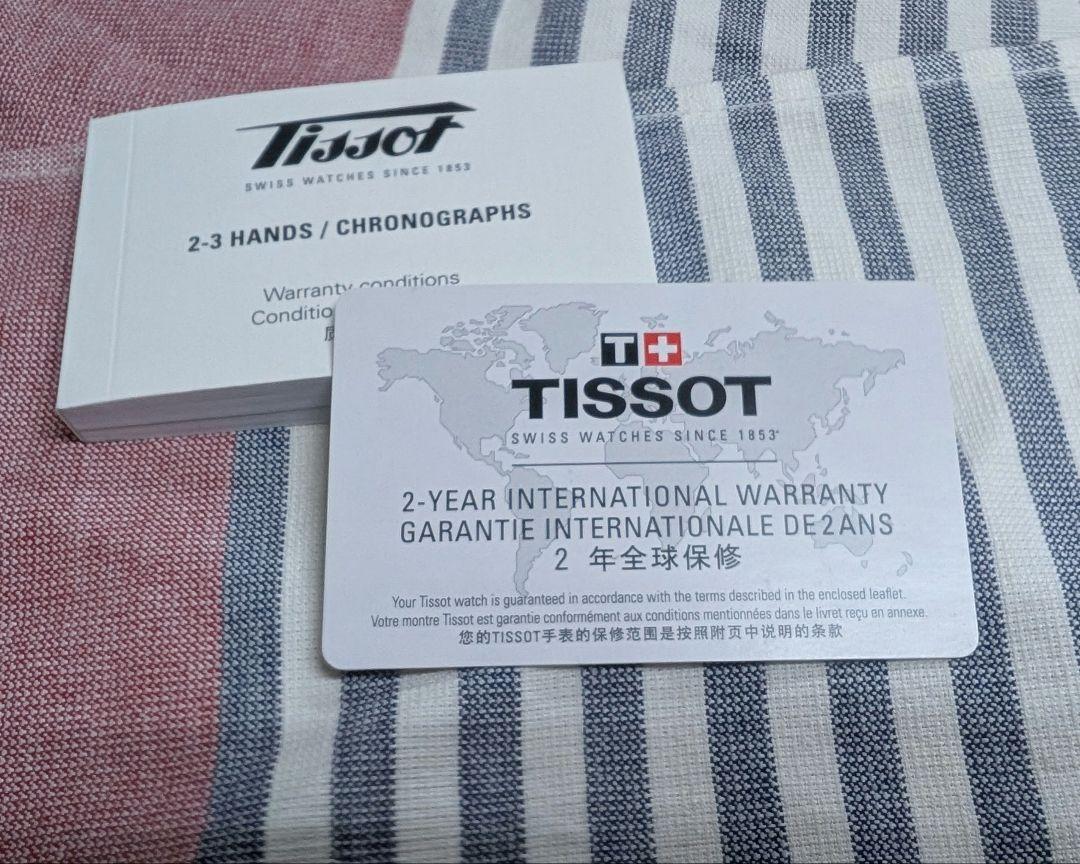 Tissot
SWISS WATCHES SINCE 1853
2-3 HANDS / CHRONOGRAPHS
Warranty conditions
T+
TISSOT
SWISS WATCHES SINCE 1853
2-YEAR INTERNATIONAL WARRANTY
GARANTIE INTERNATIONALE DE 2 ANS
2 年全球保修
Your Tissot watch is guaranteed in accordance with the terms described in the enclosed leaflet.
Votre montre Tissot est garantie conformément aux conditions mentionnées dans le livret reçu en annexe.
您的TISSOT手表的保修范围是按照附页中说明的条款